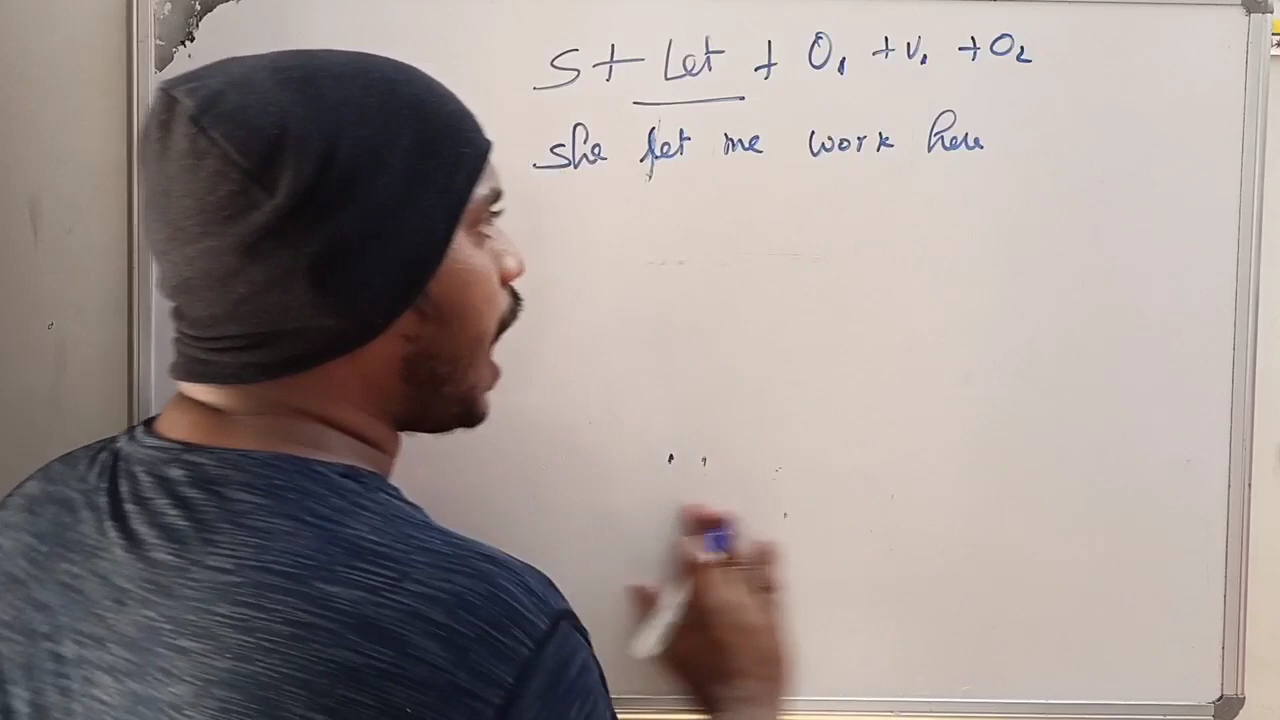 S + Let + O₁ + V₁ + O₂
she let me work here